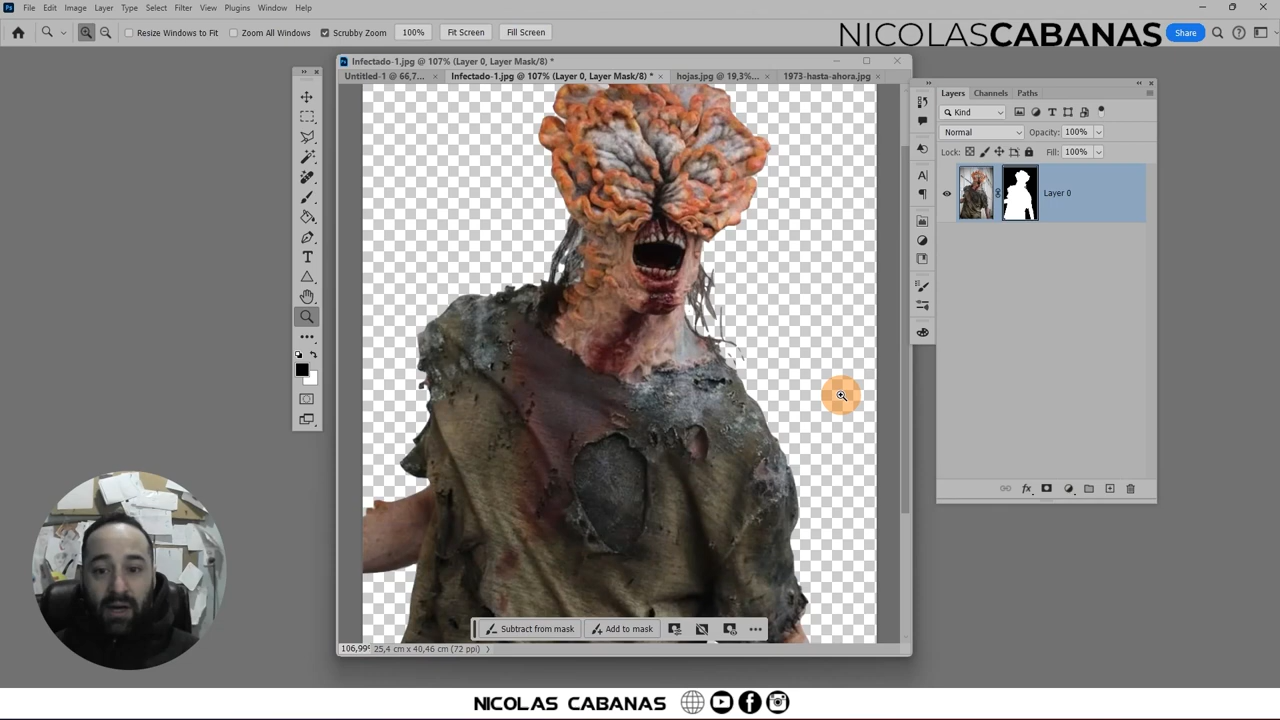 Ps File Edit Image Layer Type Select Filter View Plugins Window Help
Resize Windows to Fit Zoom All Windows Scrubby Zoom 100% Fit Screen Fill Screen
NICOLASCABANAS
Share
Infectado-1.jpg @ 107% (Layer 0, Layer Mask/8) *
Untitled-1 @ 66,7...
Infectado-1.jpg @ 107% (Layer 0, Layer Mask/8) *
hojas.jpg @ 19,3%...
1973-hasta-ahora.jpg
Layers Channels Paths
Kind
Normal Opacity: 100%
Lock: Fill: 100%
Layer 0
Subtract from mask
Add to mask
106,99% 25,4 cm x 40,46 cm (72 ppi)
NICOLAS CABANAS